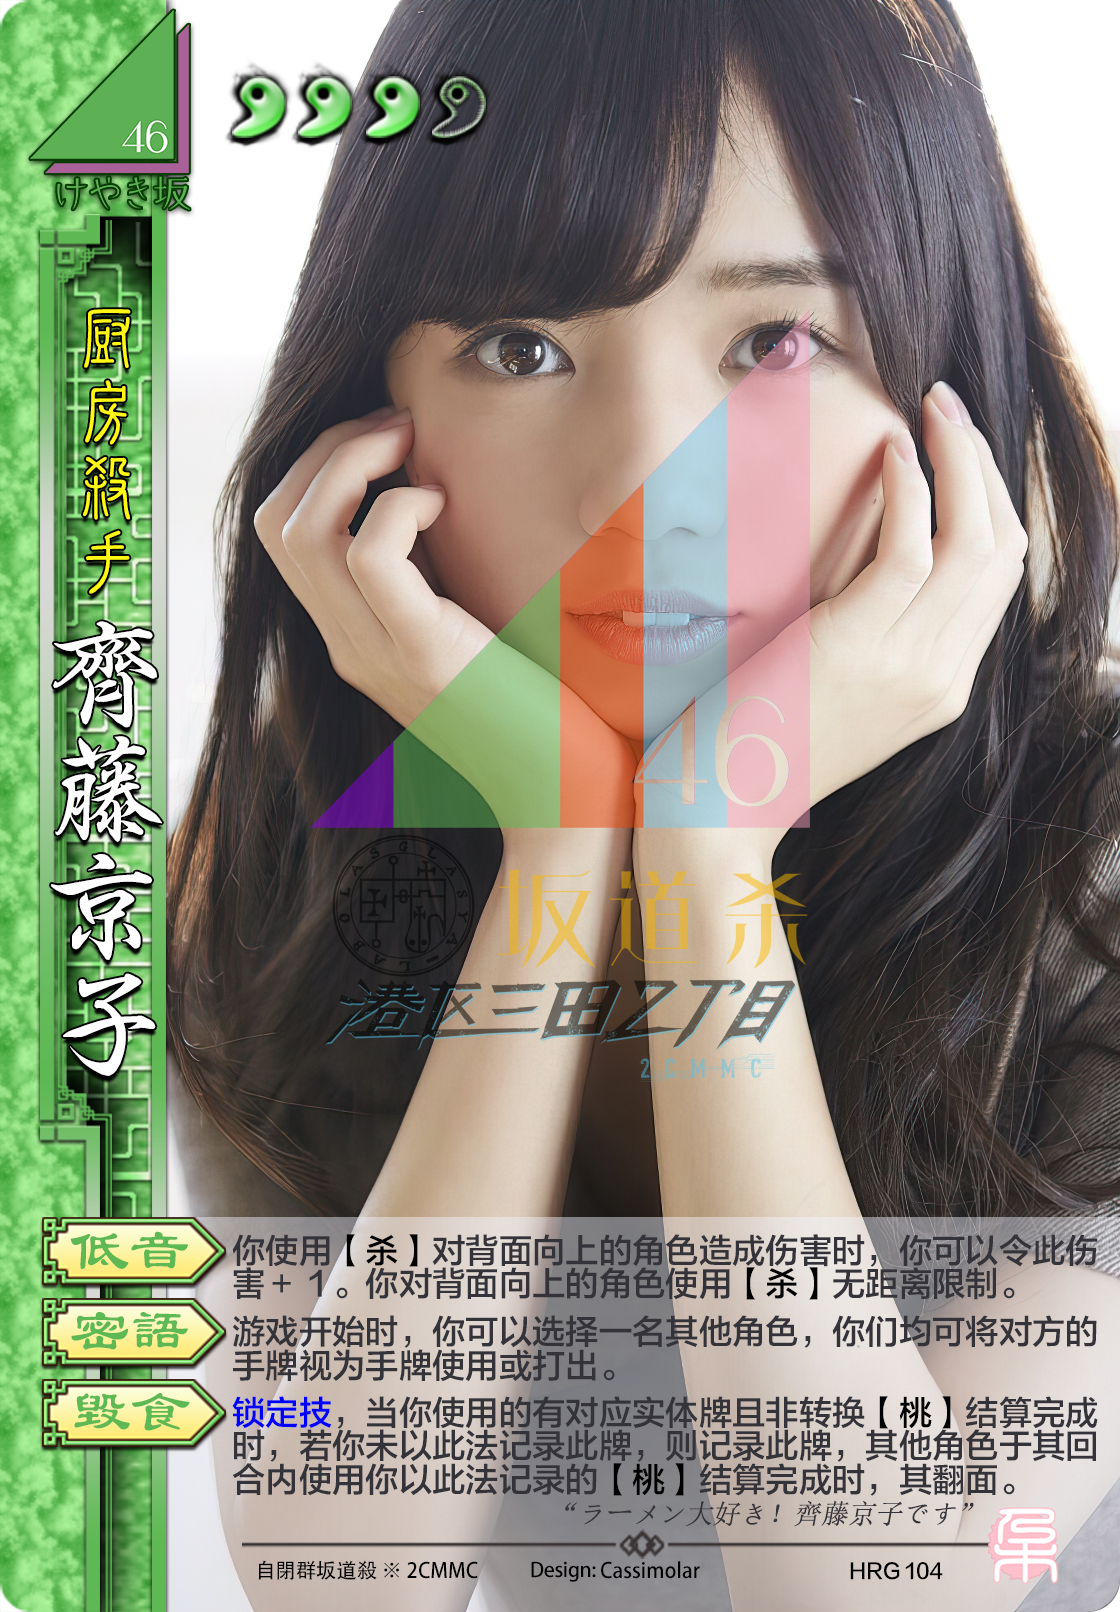 46
けやき坂
厨房殺手
齊藤京子
46
坂道杀
港区三田乙丁目
2.CMMC
低音
你使用【杀】对背面向上的角色造成伤害时，你可以令此伤
害+1。你对背面向上的角色使用【杀】无距离限制。
密語
游戏开始时，你可以选择一名其他角色，你们均可将对方的
手牌视为手牌使用或打出。
毀食
锁定技，当你使用的有对应实体牌且非转换【桃】结算完成
时，若你未以此法记录此牌，则记录此牌，其他角色于其回
合内使用你以此法记录的【桃】结算完成时，其翻面。
“ラーメン大好き！齊藤京子です”
自閉群坂道殺 ※ 2CMMC
Design: Cassimolar
HRG 104